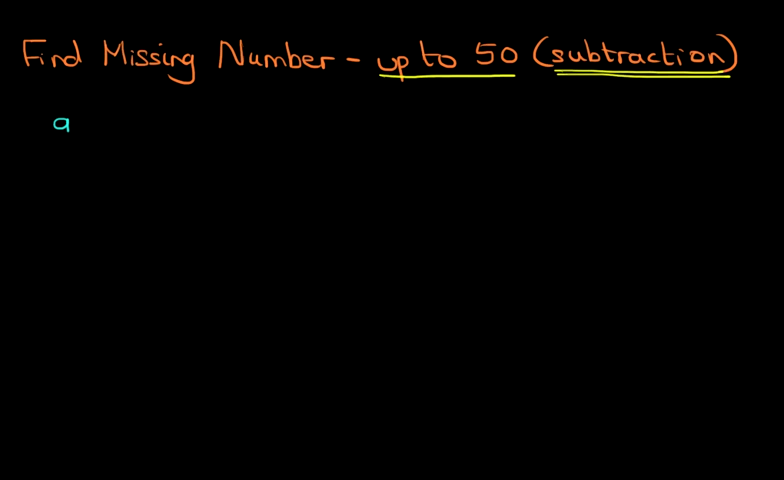 Find Missing Number - up to 50 (subtraction)
a